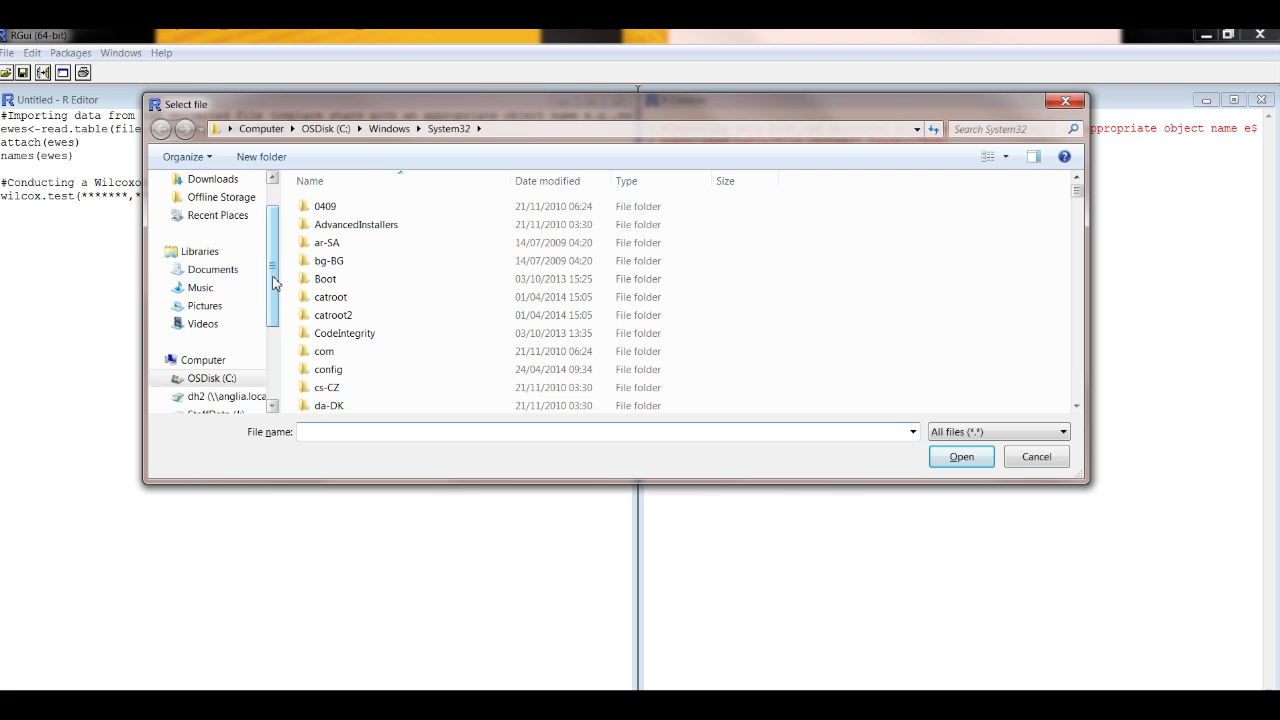 RGui (64-bit)
File Edit Packages Windows Help
Untitled - R Editor
#Importing data from
ewes<-read.table(file
attach(ewes)
names(ewes)
#Conducting a Wilcoxo
wilcox.test(*******,*
ppropriate object name e$
Select file
Computer OSDisk (C:) Windows System32
Search System32
Organize New folder
Downloads
Offline Storage
Recent Places
Libraries
Documents
Music
Pictures
Videos
Computer
OSDisk (C:)
dh2 (\\anglia.loca
Name Date modified Type Size
0409 21/11/2010 06:24 File folder
AdvancedInstallers 21/11/2010 03:30 File folder
ar-SA 14/07/2009 04:20 File folder
bg-BG 14/07/2009 04:20 File folder
Boot 03/10/2013 15:25 File folder
catroot 01/04/2014 15:05 File folder
catroot2 01/04/2014 15:05 File folder
CodeIntegrity 03/10/2013 13:35 File folder
com 21/11/2010 06:24 File folder
config 24/04/2014 09:34 File folder
cs-CZ 21/11/2010 03:30 File folder
da-DK 21/11/2010 03:30 File folder
File name:
All files (*.*)
Open Cancel